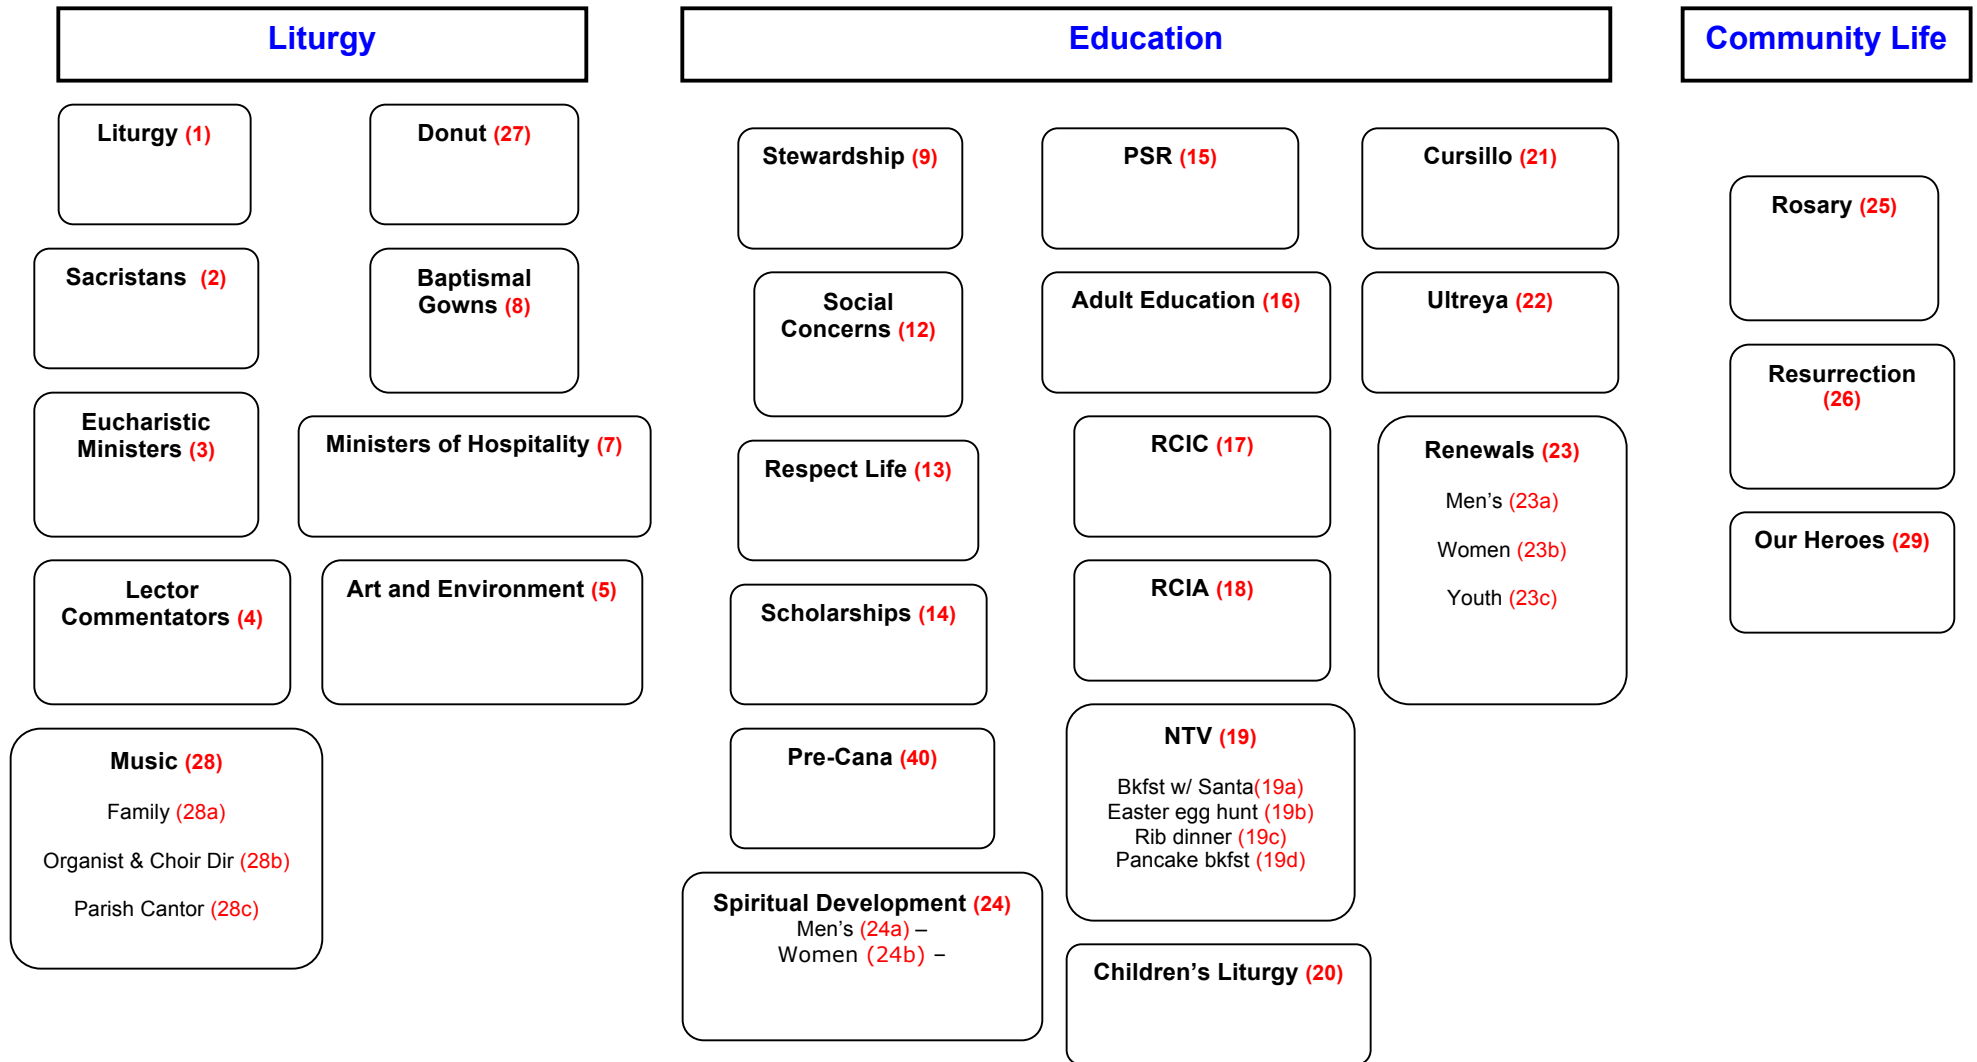 Liturgy
Education
Community Life
Liturgy (1)
Donut (27)
Sacristans (2)
Baptismal
Gowns (8)
Eucharistic
Ministers (3)
Ministers of Hospitality (7)
Lector
Commentators (4)
Art and Environment (5)
Music (28)
Family (28a)
Organist & Choir Dir (28b)
Parish Cantor (28c)
Stewardship (9)
PSR (15)
Cursillo (21)
Social
Concerns (12)
Adult Education (16)
Ultreya (22)
Respect Life (13)
RCIC (17)
Renewals (23)
Men’s (23a)
Women (23b)
Youth (23c)
Scholarships (14)
RCIA (18)
Pre-Cana (40)
NTV (19)
Bkfst w/ Santa(19a)
Easter egg hunt (19b)
Rib dinner (19c)
Pancake bkfst (19d)
Spiritual Development (24)
Men’s (24a) –
Women (24b) –
Children’s Liturgy (20)
Rosary (25)
Resurrection
(26)
Our Heroes (29)